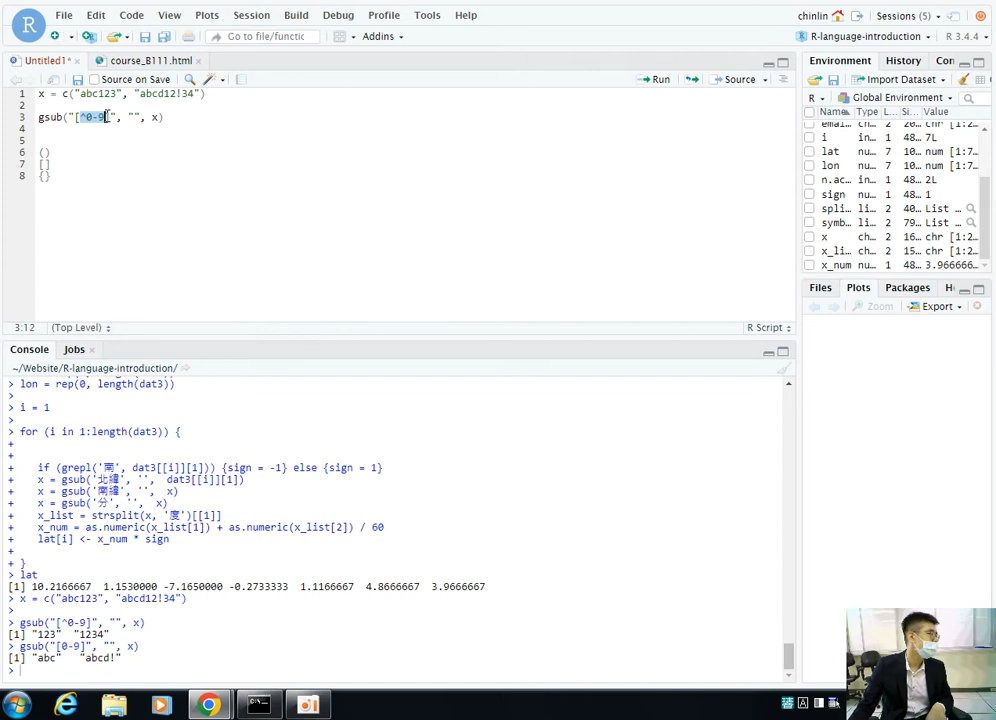 File Edit Code View Plots Session Build Debug Profile Tools Help
chinlin Sessions (5)
Go to file/functic Addins
R-language-introduction R 3.4.4
Untitled1* × course_B111.html ×
Source on Save Run Source
1 x = c("abc123", "abcd12!34")
2
3 gsub("[^0-9]", "", x)
4
5
6 ()
7 []
8 {}
3:12 (Top Level) R Script
Console Jobs ×
~/Website/R-language-introduction/
> lon = rep(0, length(dat3))
>
> i = 1
>
> for (i in 1:length(dat3)) {
+
+
+ if (grepl('南', dat3[[i]][1])) {sign = -1} else {sign = 1}
+ x = gsub('北緯', '', dat3[[i]][1])
+ x = gsub('南緯', '', x)
+ x = gsub('分', '', x)
+ x_list = strsplit(x, '度')[[1]]
+ x_num = as.numeric(x_list[1]) + as.numeric(x_list[2]) / 60
+ lat[i] <- x_num * sign
+
+ }
> lat
[1] 10.2166667 1.1530000 -7.1650000 -0.2733333 1.1166667 4.8666667 3.9666667
> x = c("abc123", "abcd12!34")
>
> gsub("[^0-9]", "", x)
[1] "123" "1234"
> gsub("[0-9]", "", x)
[1] "abc" "abcd!"
>
Environment History Con
Import Dataset
R Global Environment
Name Type L... Si... Value
emai... ch... 2 10... chr [1:2
i in... 1 48... 7L
lat nu... 7 10... num [1:7
lon nu... 7 10... num [1:7
n.ac... in... 1 48... 2L
sign nu... 1 48... 1
spli... li... 2 40... List ...
symb... li... 2 79... List ...
x ch... 2 16... chr [1:2
x_li... ch... 2 15... chr [1:2
x_num nu... 1 48... 3.966666
Files Plots Packages
Zoom Export